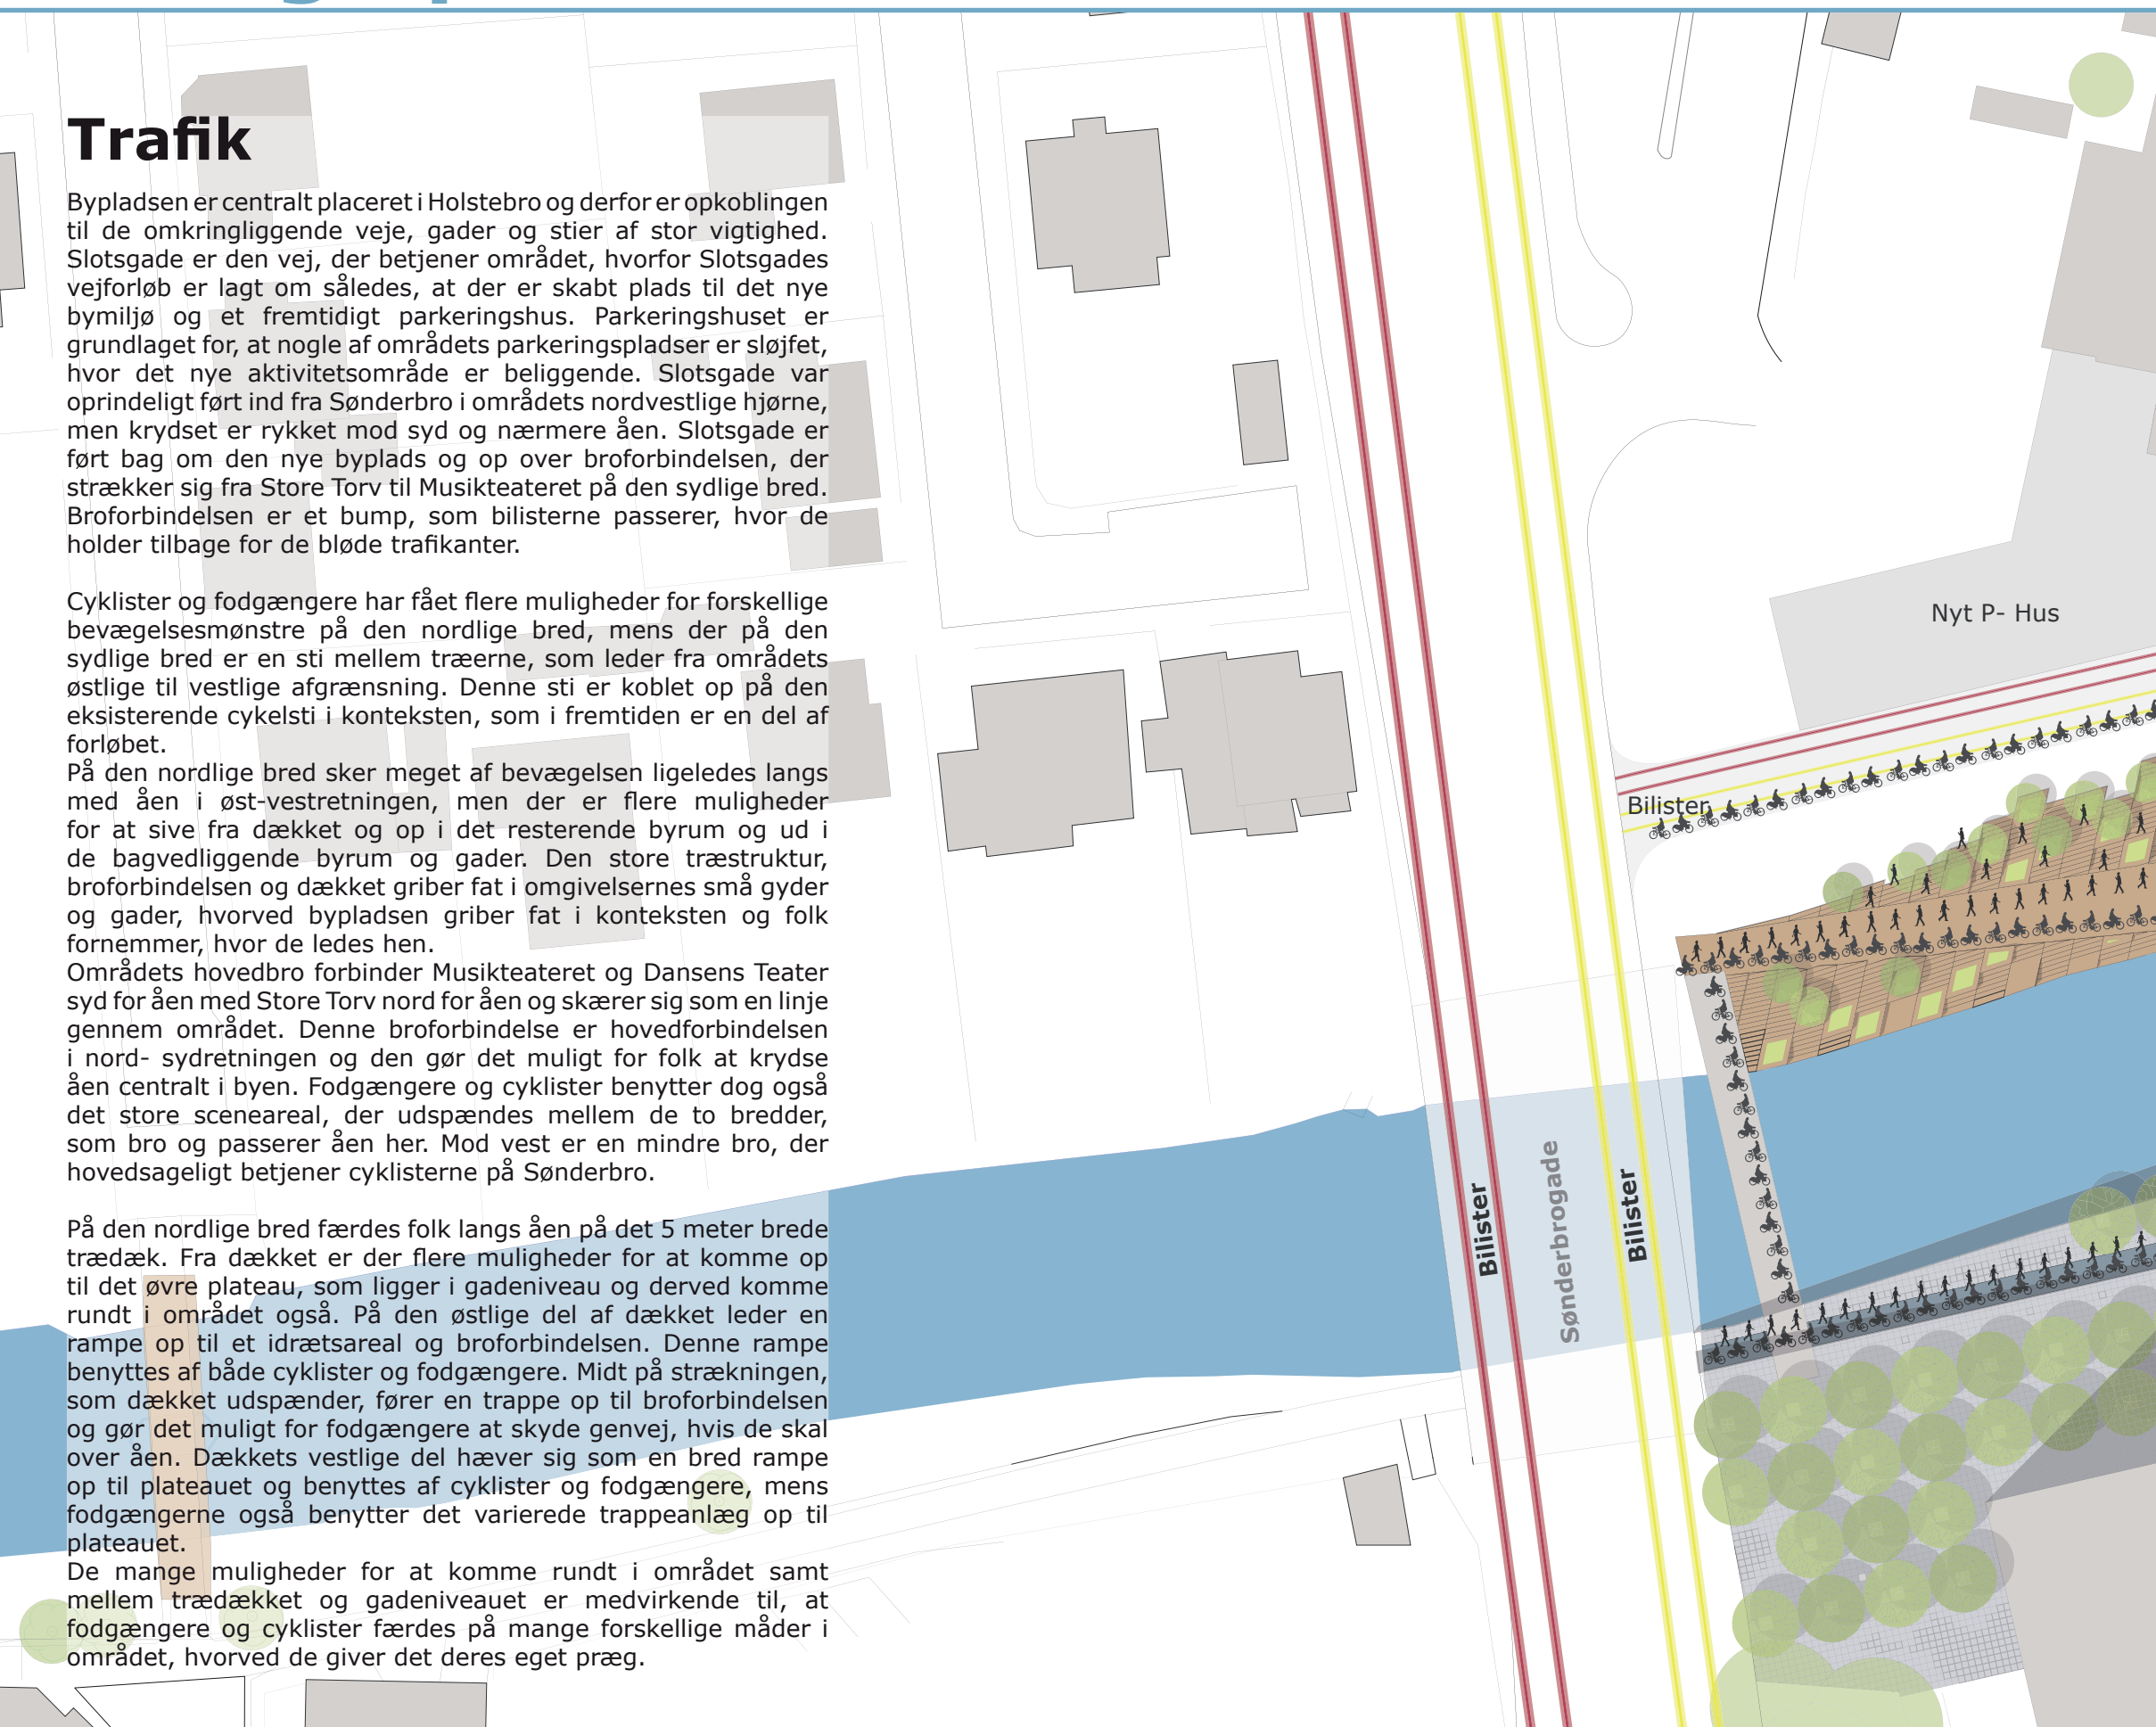 Trafik
Bypladsen er centralt placeret i Holstebro og derfor er opkoblingen
til de omkringliggende veje, gader og stier af stor vigtighed.
Slotsgade er den vej, der betjener området, hvorfor Slotsgades
vejforløb er lagt om således, at der er skabt plads til det nye
bymiljø og et fremtidigt parkeringshus. Parkeringshuset er
grundlaget for, at nogle af områdets parkeringspladser er sløjfet,
hvor det nye aktivitetsområde er beliggende. Slotsgade var
oprindeligt ført ind fra Sønderbro i områdets nordvestlige hjørne,
men krydset er rykket mod syd og nærmere åen. Slotsgade er
ført bag om den nye byplads og op over broforbindelsen, der
strækker sig fra Store Torv til Musikteateret på den sydlige bred.
Broforbindelsen er et bump, som bilisterne passerer, hvor de
holder tilbage for de bløde trafikanter.
Cyklister og fodgængere har fået flere muligheder for forskellige
bevægelsesmønstre på den nordlige bred, mens der på den
sydlige bred er en sti mellem træerne, som leder fra områdets
østlige til vestlige afgrænsning. Denne sti er koblet op på den
eksisterende cykelsti i konteksten, som i fremtiden er en del af
forløbet.
På den nordlige bred sker meget af bevægelsen ligeledes langs
med åen i øst-vestretningen, men der er flere muligheder
for at sive fra dækket og op i det resterende byrum og ud i
de bagvedliggende byrum og gader. Den store træstruktur,
broforbindelsen og dækket griber fat i omgivelsernes små gyder
og gader, hvorved bypladsen griber fat i konteksten og folk
fornemmer, hvor de ledes hen.
Områdets hovedbro forbinder Musikteateret og Dansens Teater
syd for åen med Store Torv nord for åen og skærer sig som en linje
gennem området. Denne broforbindelse er hovedforbindelsen
i nord- sydretningen og den gør det muligt for folk at krydse
åen centralt i byen. Fodgængere og cyklister benytter dog også
det store sceneareal, der udspændes mellem de to bredder,
som bro og passerer åen her. Mod vest er en mindre bro, der
hovedsageligt betjener cyklisterne på Sønderbro.
På den nordlige bred færdes folk langs åen på det 5 meter brede
trædæk. Fra dækket er der flere muligheder for at komme op
til det øvre plateau, som ligger i gadeniveau og derved komme
rundt i området også. På den østlige del af dækket leder en
rampe op til et idrætsareal og broforbindelsen. Denne rampe
benyttes af både cyklister og fodgængere. Midt på strækningen,
som dækket udspænder, fører en trappe op til broforbindelsen
og gør det muligt for fodgængere at skyde genvej, hvis de skal
over åen. Dækkets vestlige del hæver sig som en bred rampe
op til plateauet og benyttes af cyklister og fodgængere, mens
fodgængerne også benytter det varierede trappeanlæg op til
plateauet.
De mange muligheder for at komme rundt i området samt
mellem trædækket og gadeniveauet er medvirkende til, at
fodgængere og cyklister færdes på mange forskellige måder i
området, hvorved de giver det deres eget præg.
Nyt P- Hus
Bilister
Bilister
Sønderbrogade
Bilister